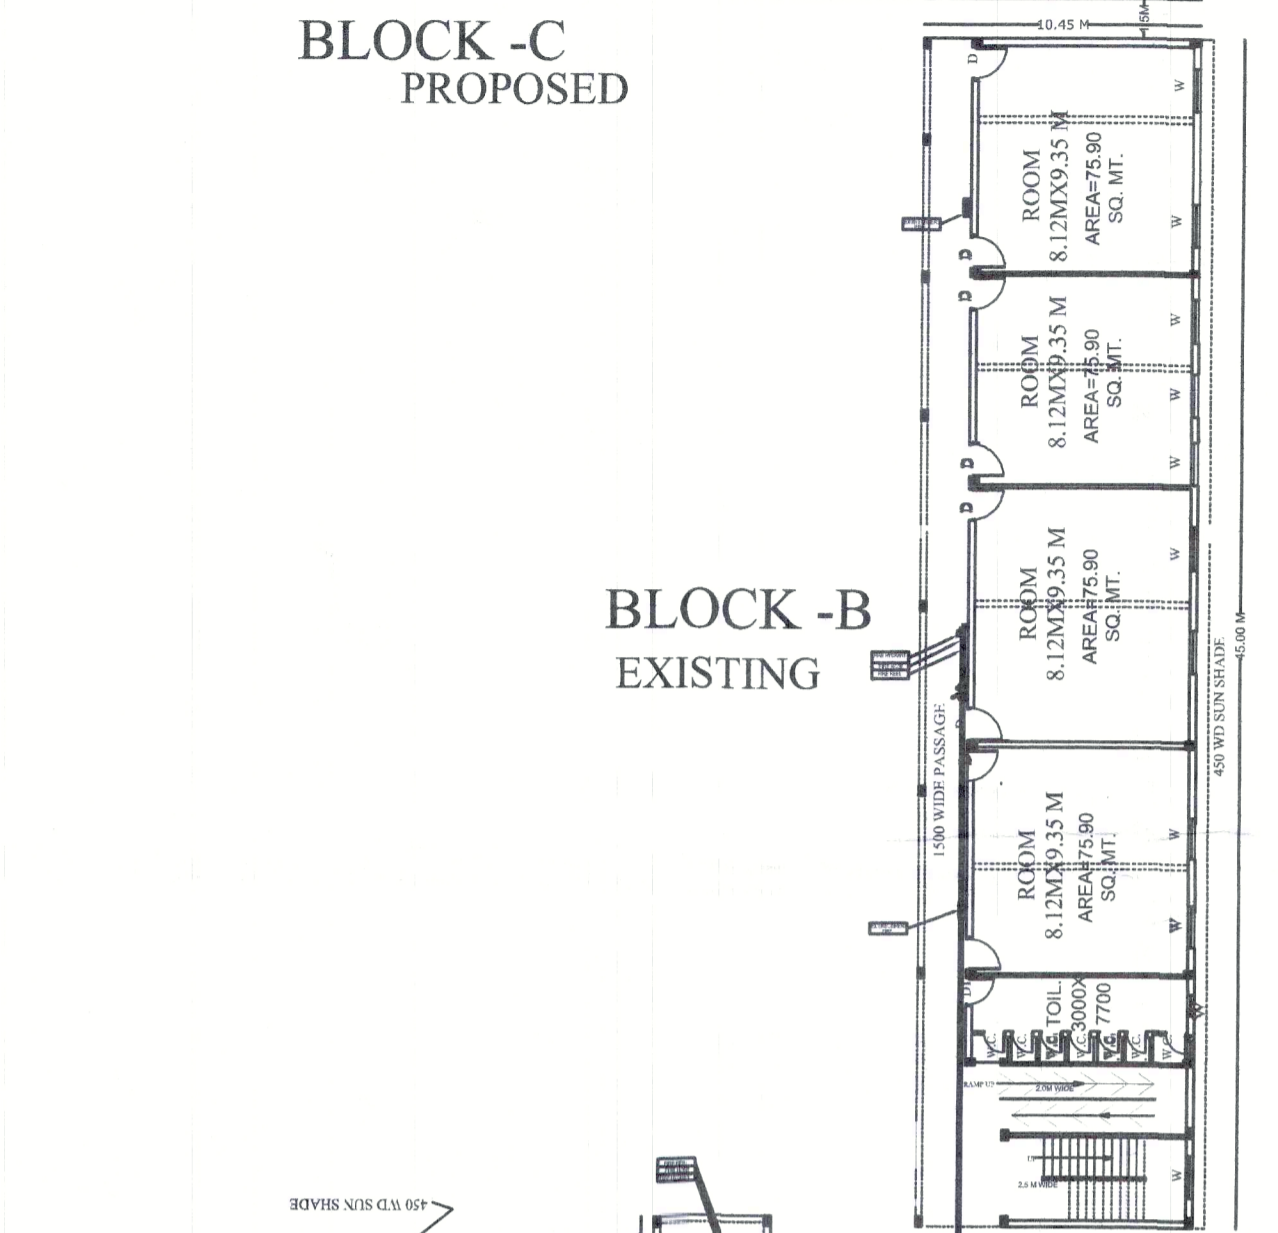 BLOCK -C
PROPOSED
10.45 M
.5M
D
W
ROOM
8.12MX9.35 M
AREA=75.90
SQ. MT.
W
D
D
W
ROOM
8.12MX9.35 M
AREA=75.90
SQ. MT.
W
D
W
D
W
ROOM
8.12MX9.35 M
AREA=75.90
SQ. MT.
BLOCK -B
EXISTING
D
1500 WIDE PASSAGE
450 WD SUN SHADE
45.00 M
W
ROOM
8.12MX9.35 M
AREA=75.90
SQ. MT.
W
D
TOIL.
3000X
7700
W
W.C.
W.C.
W.C.
W.C.
W.C.
W.C.
W.C.
RAMP UP
2.0M WIDE
UP
2.5 M WIDE
W
450 WD SUN SHADE